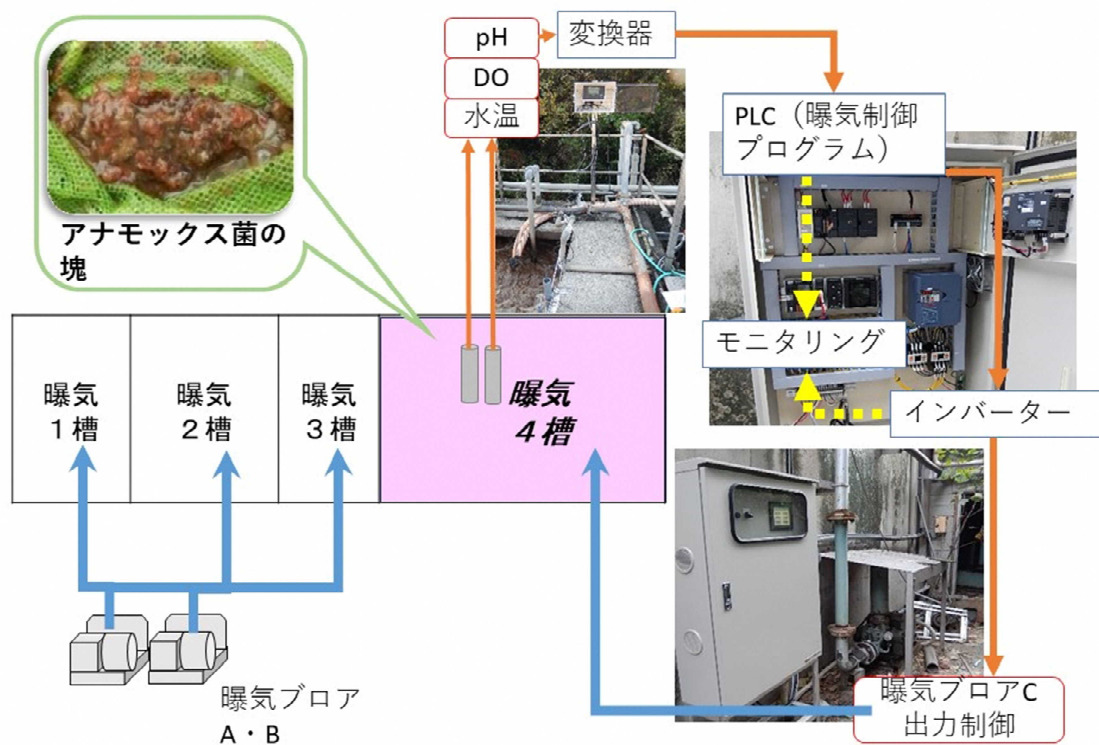 pH
DO
水温
変換器
PLC（曝気制御
プログラム）
アナモックス菌の
塊
モニタリング
インバーター
曝気
１槽
曝気
２槽
曝気
３槽
曝気
４槽
曝気ブロア
A・B
曝気ブロアC
出力制御